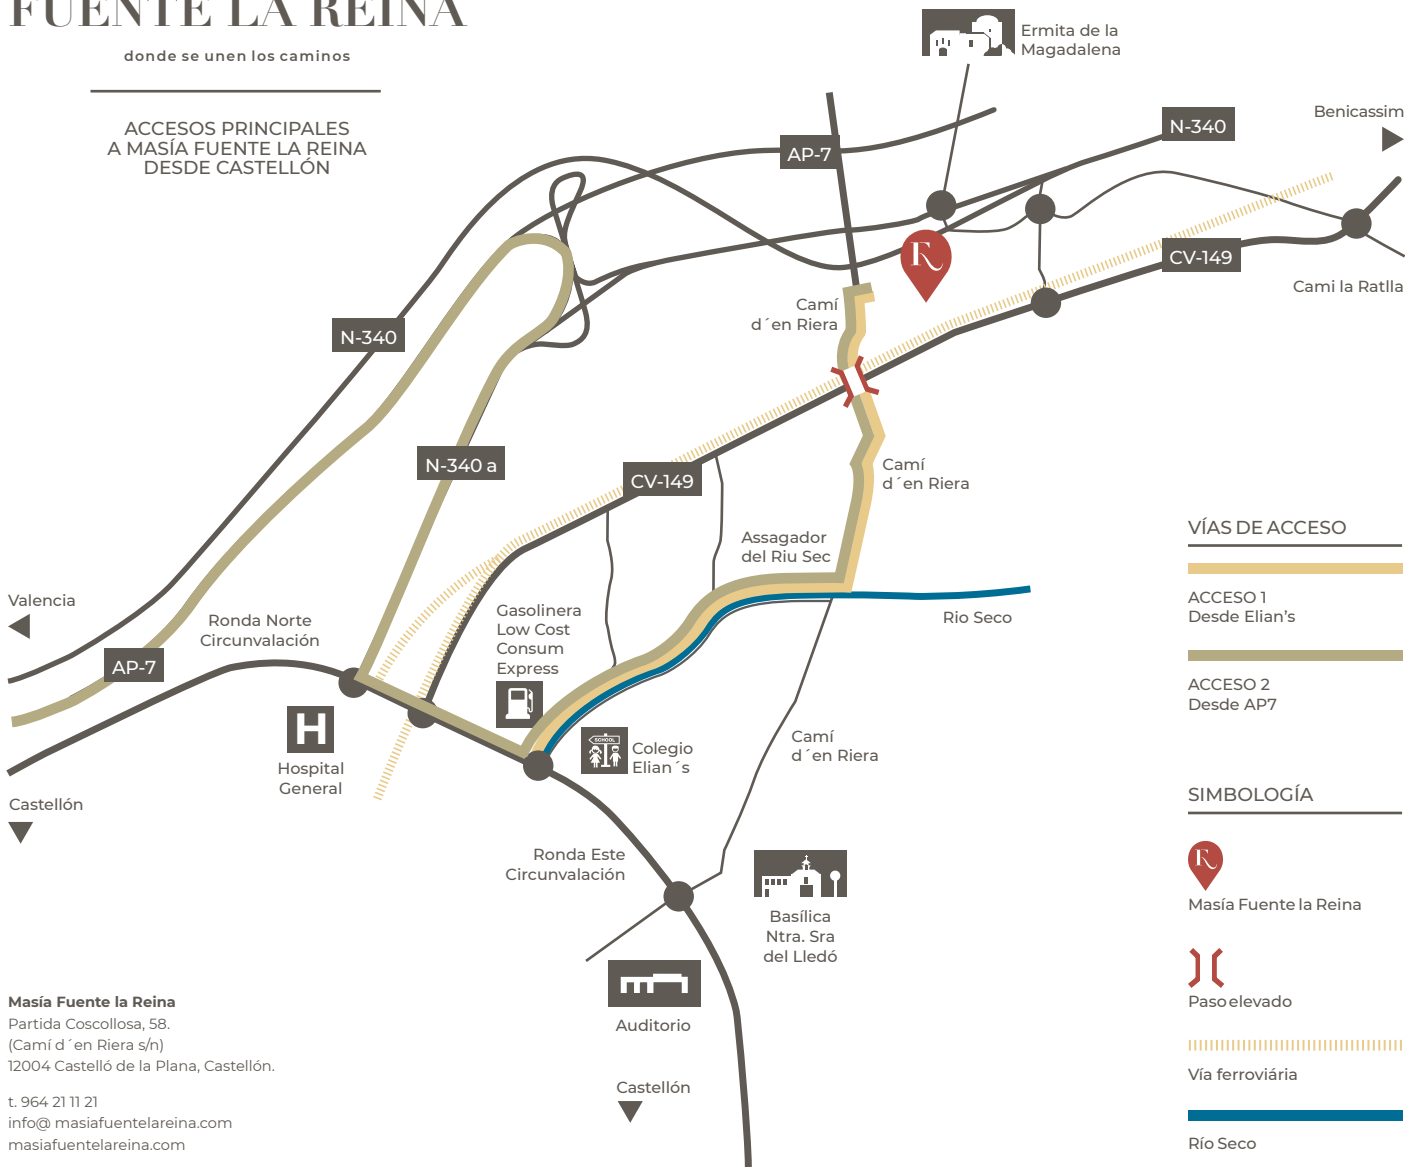 FUENTE LA REINA
donde se unen los caminos
ACCESOS PRINCIPALES
A MASÍA FUENTE LA REINA
DESDE CASTELLÓN
Ermita de la
Magadalena
Benicassim
N-340
AP-7
CV-149
Cami la Ratlla
Camí
d´en Riera
N-340
N-340 a
CV-149
Camí
d´en Riera
Assagador
del Riu Sec
Rio Seco
Valencia
Ronda Norte
Circunvalación
AP-7
Gasolinera
Low Cost
Consum
Express
H
Hospital
General
SCHOOL
Colegio
Elian´s
Camí
d´en Riera
Castellón
Ronda Este
Circunvalación
Basílica
Ntra. Sra
del Lledó
Auditorio
Castellón
VÍAS DE ACCESO
ACCESO 1
Desde Elian's
ACCESO 2
Desde AP7
SIMBOLOGÍA
Masía Fuente la Reina
Paso elevado
Vía ferroviária
Río Seco
Masía Fuente la Reina
Partida Coscollosa, 58.
(Camí d´en Riera s/n)
12004 Castelló de la Plana, Castellón.
t. 964 21 11 21
info@ masiafuentelareina.com
masiafuentelareina.com